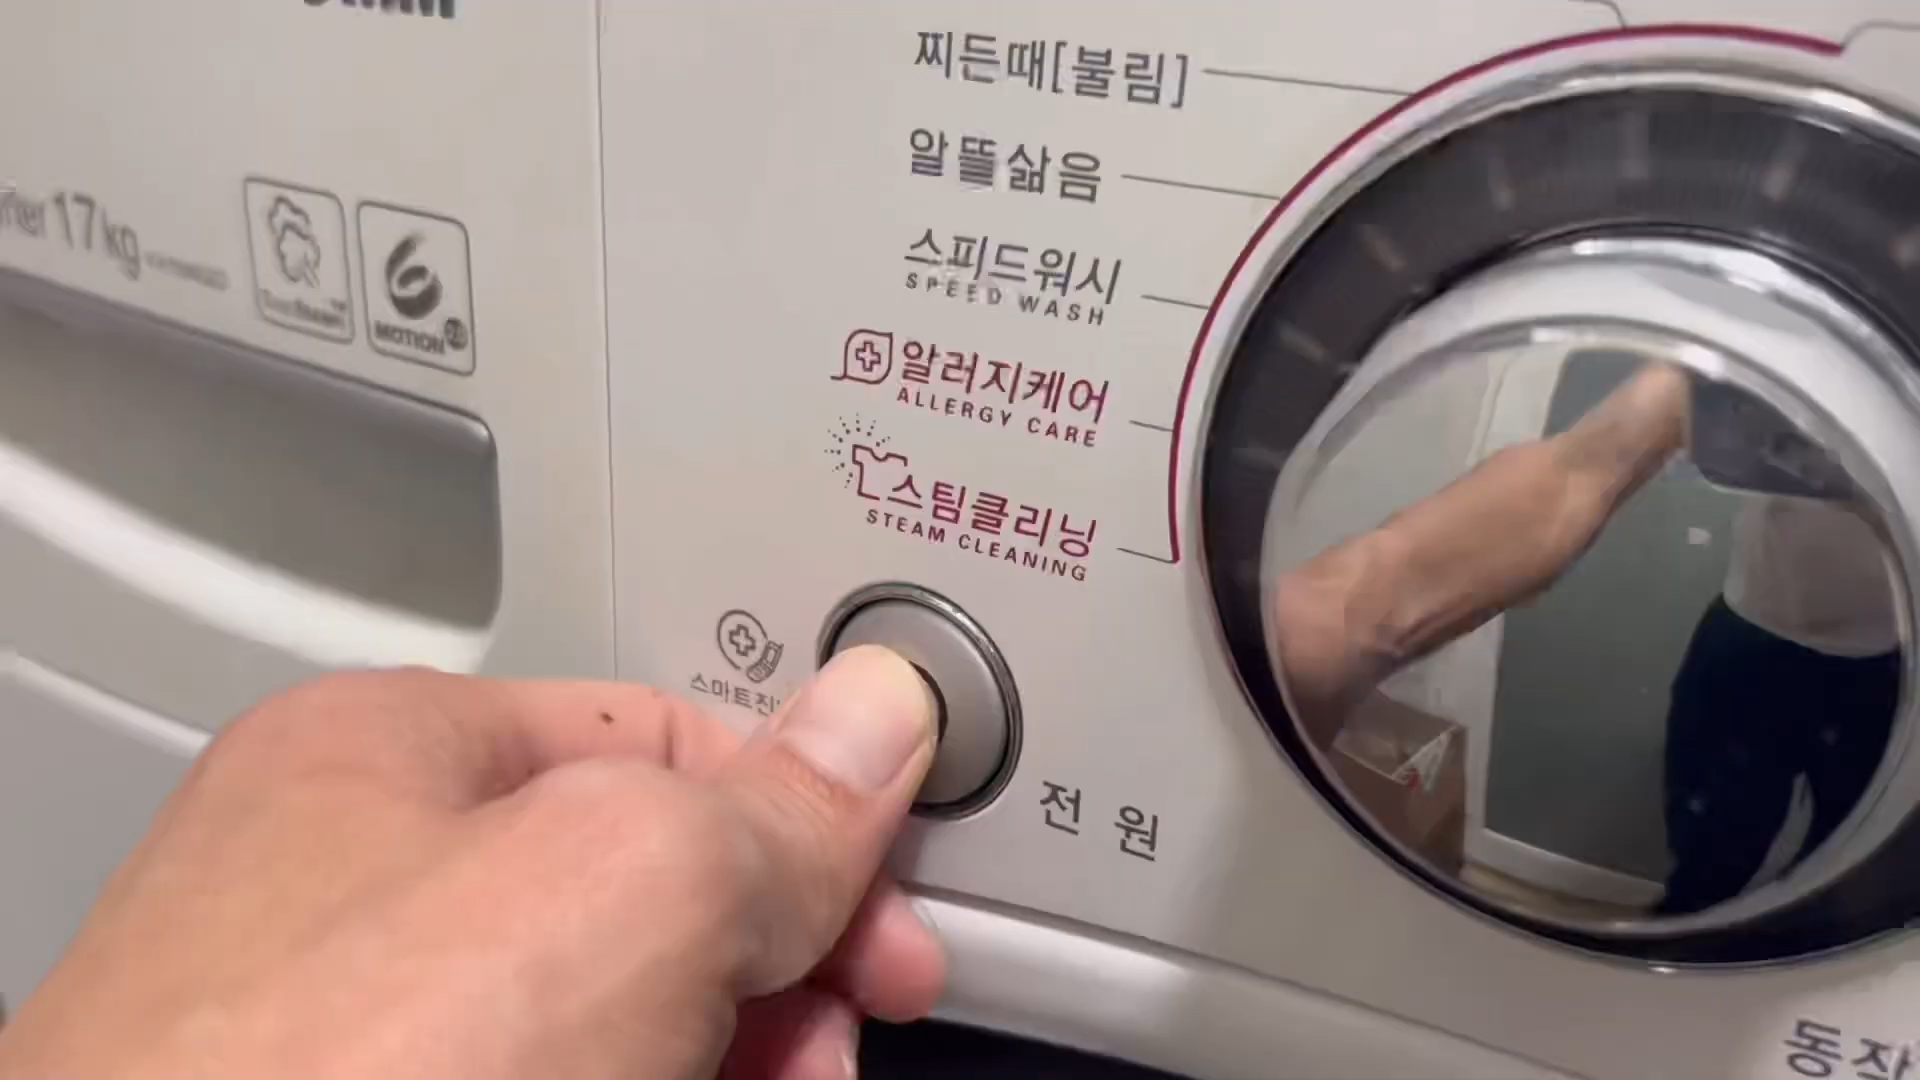 17kg
MOTION
찌든때[불림]
알뜰삶음
스피드워시
SPEED WASH
알러지케어
ALLERGY CARE
스팀클리닝
STEAM CLEANING
전원